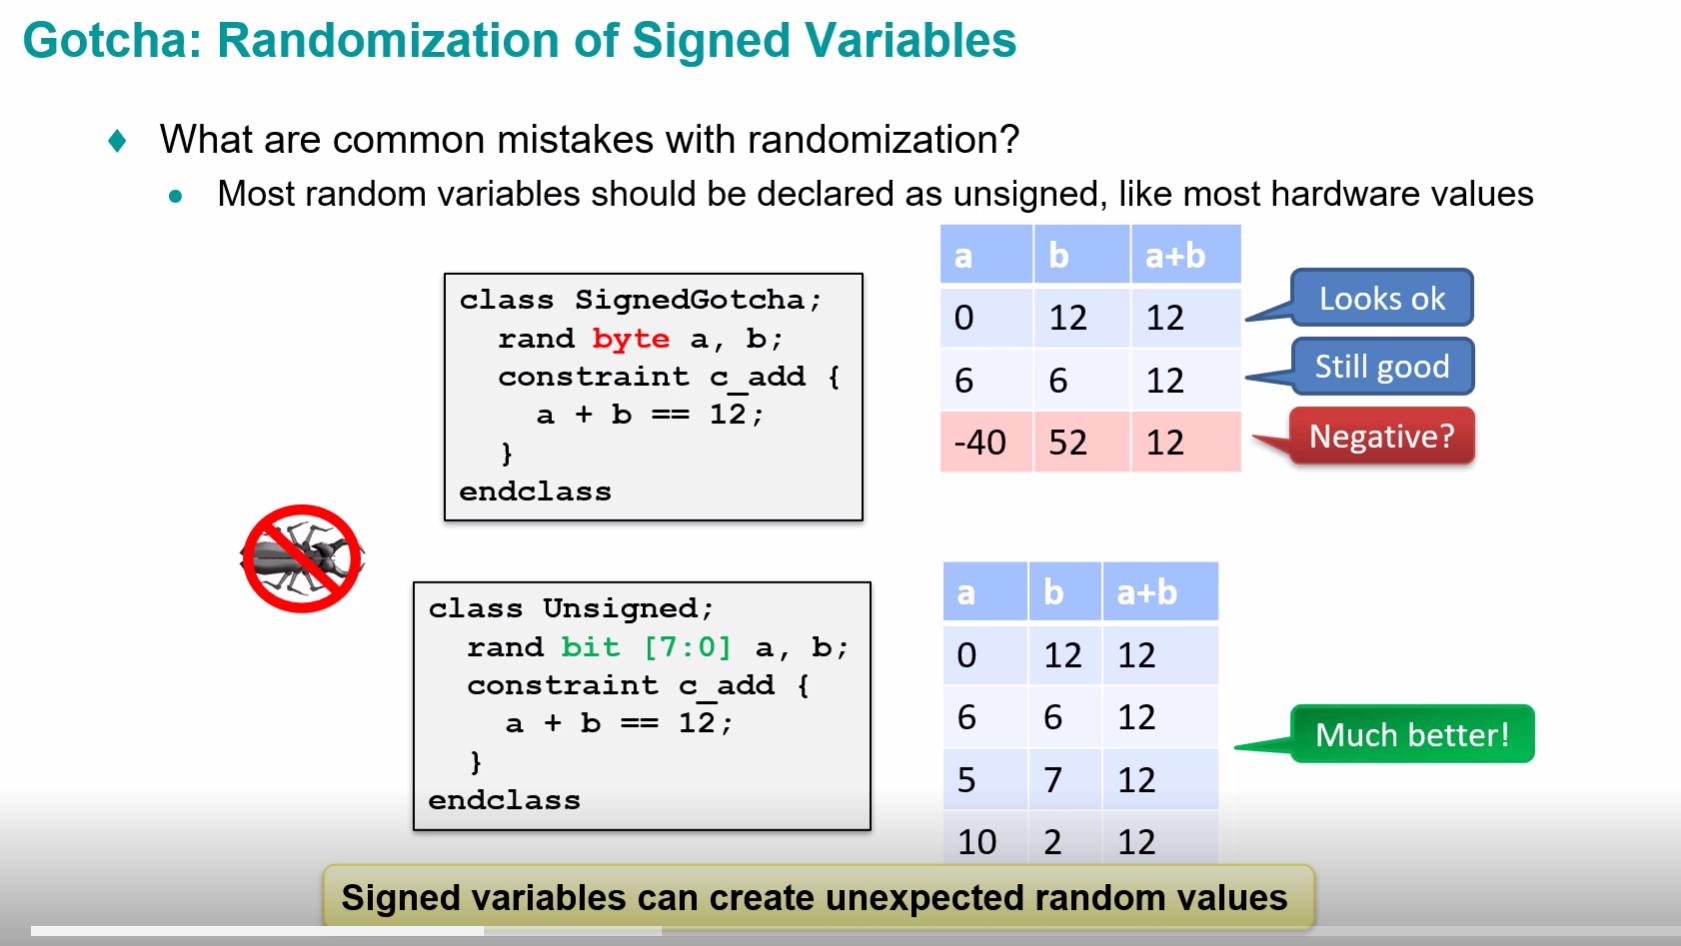 Gotcha: Randomization of Signed Variables
What are common mistakes with randomization?
Most random variables should be declared as unsigned, like most hardware values
class SignedGotcha;
rand byte a, b;
constraint c_add {
a + b == 12;
}
endclass
a b a+b
0 12 12
6 6 12
-40 52 12
Looks ok
Still good
Negative?
class Unsigned;
rand bit [7:0] a, b;
constraint c_add {
a + b == 12;
}
endclass
a b a+b
0 12 12
6 6 12
5 7 12
10 2 12
Much better!
Signed variables can create unexpected random values